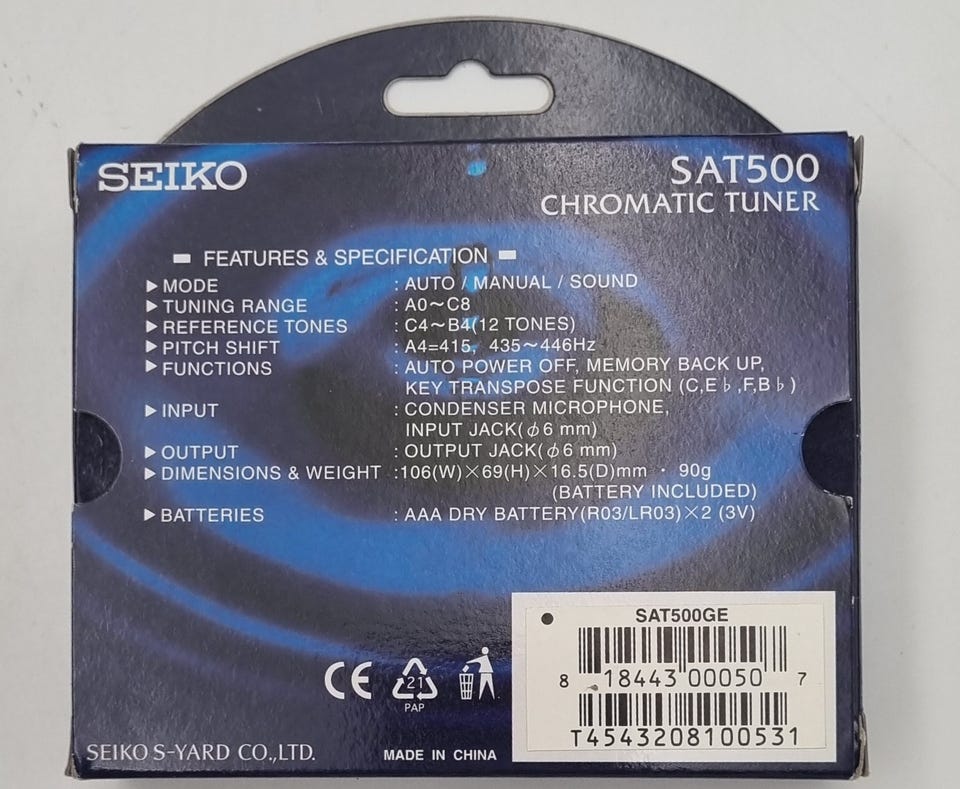 SEIKO
SAT500
CHROMATIC TUNER
FEATURES & SPECIFICATION
▶ MODE : AUTO / MANUAL / SOUND
▶ TUNING RANGE : A0～C8
▶ REFERENCE TONES : C4～B4(12 TONES)
▶ PITCH SHIFT : A4=415, 435～446Hz
▶ FUNCTIONS : AUTO POWER OFF, MEMORY BACK UP,
KEY TRANSPOSE FUNCTION (C,E♭,F,B♭)
▶ INPUT : CONDENSER MICROPHONE,
INPUT JACK(ϕ6 mm)
▶ OUTPUT : OUTPUT JACK(ϕ6 mm)
▶ DIMENSIONS & WEIGHT :106(W)×69(H)×16.5(D)mm・90g
(BATTERY INCLUDED)
▶ BATTERIES : AAA DRY BATTERY(R03/LR03)×2 (3V)
SAT500GE
8 18443 00050 7
T4543208100531
CE
21
PAP
SEIKO S-YARD CO.,LTD.
MADE IN CHINA